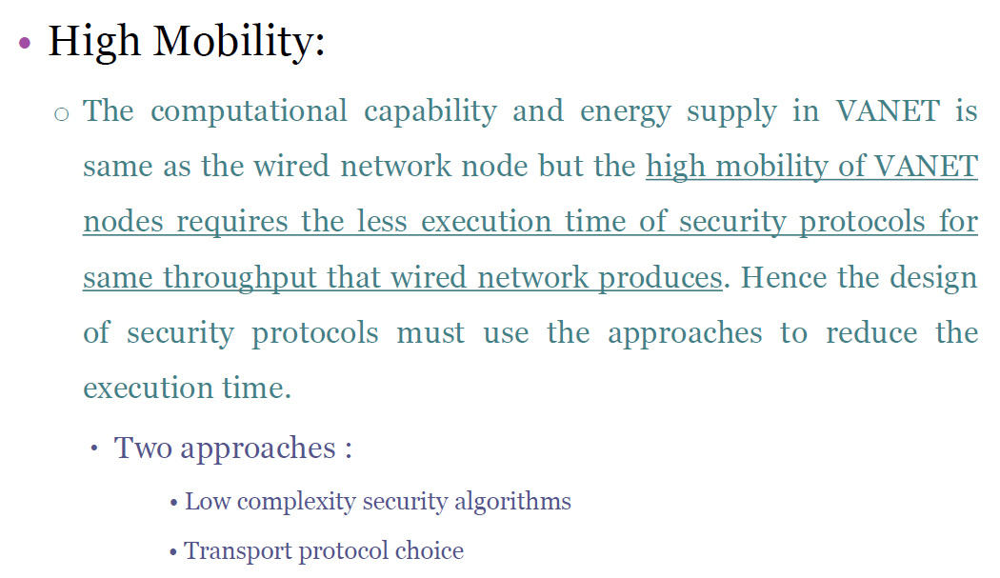 • High Mobility:
○ The computational capability and energy supply in VANET is
same as the wired network node but the high mobility of VANET
nodes requires the less execution time of security protocols for
same throughput that wired network produces. Hence the design
of security protocols must use the approaches to reduce the
execution time.
• Two approaches :
• Low complexity security algorithms
• Transport protocol choice